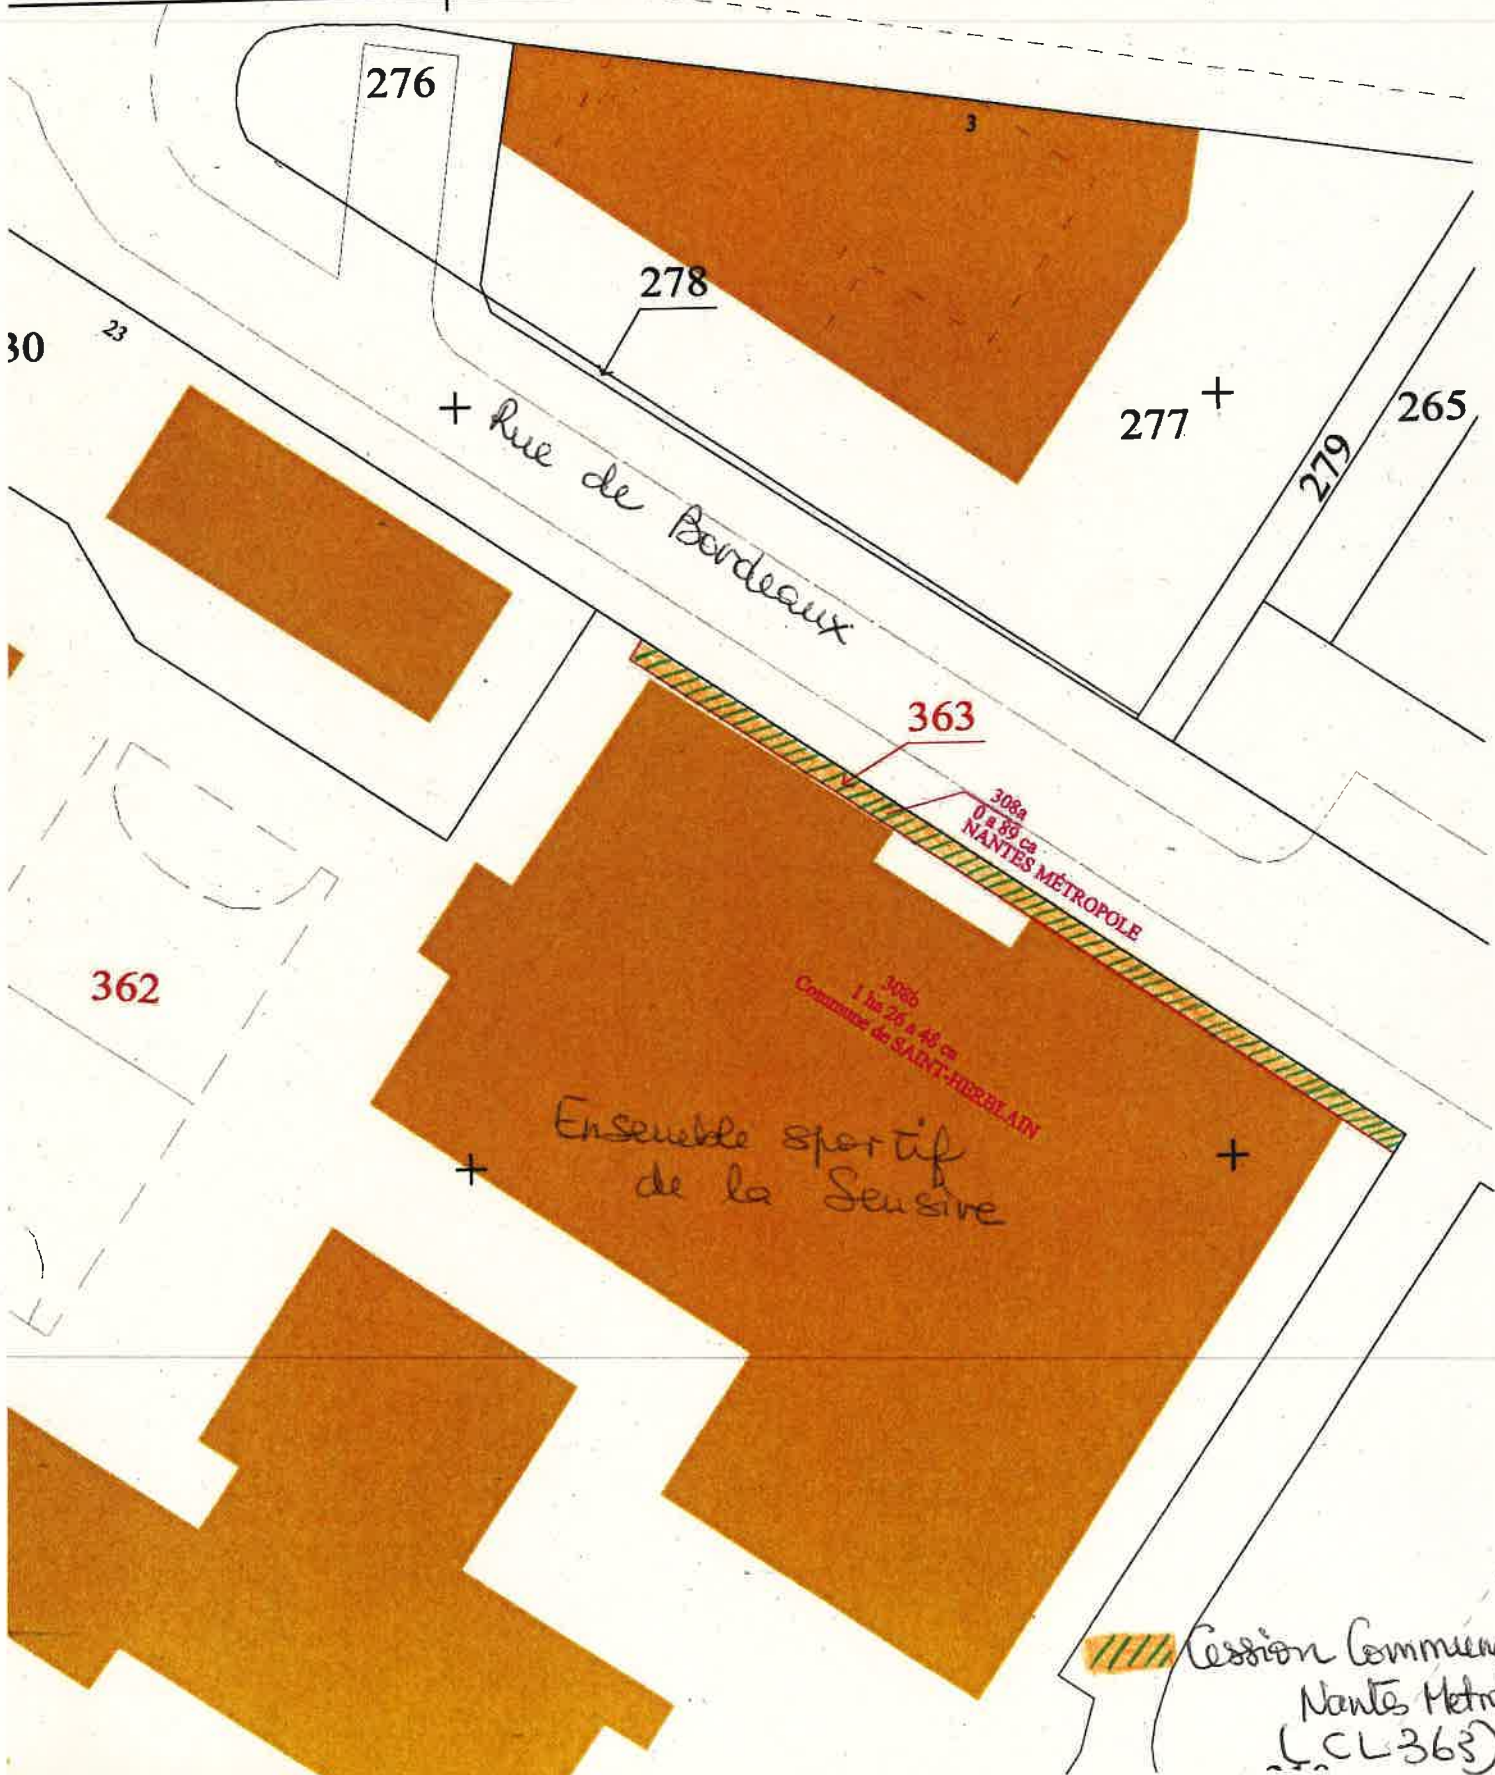 276
3
278
30
23
277
265
279
Rue de Bordeaux
363
308a
0 a 89 ca
NANTES MÉTROPOLE
362
308b
1 ha 26 a 48 ca
Commune de SAINT-HERBLAIN
Ensemble sportif
de la Sensive
Cession Commun
Nantes Metro
(CL 363)